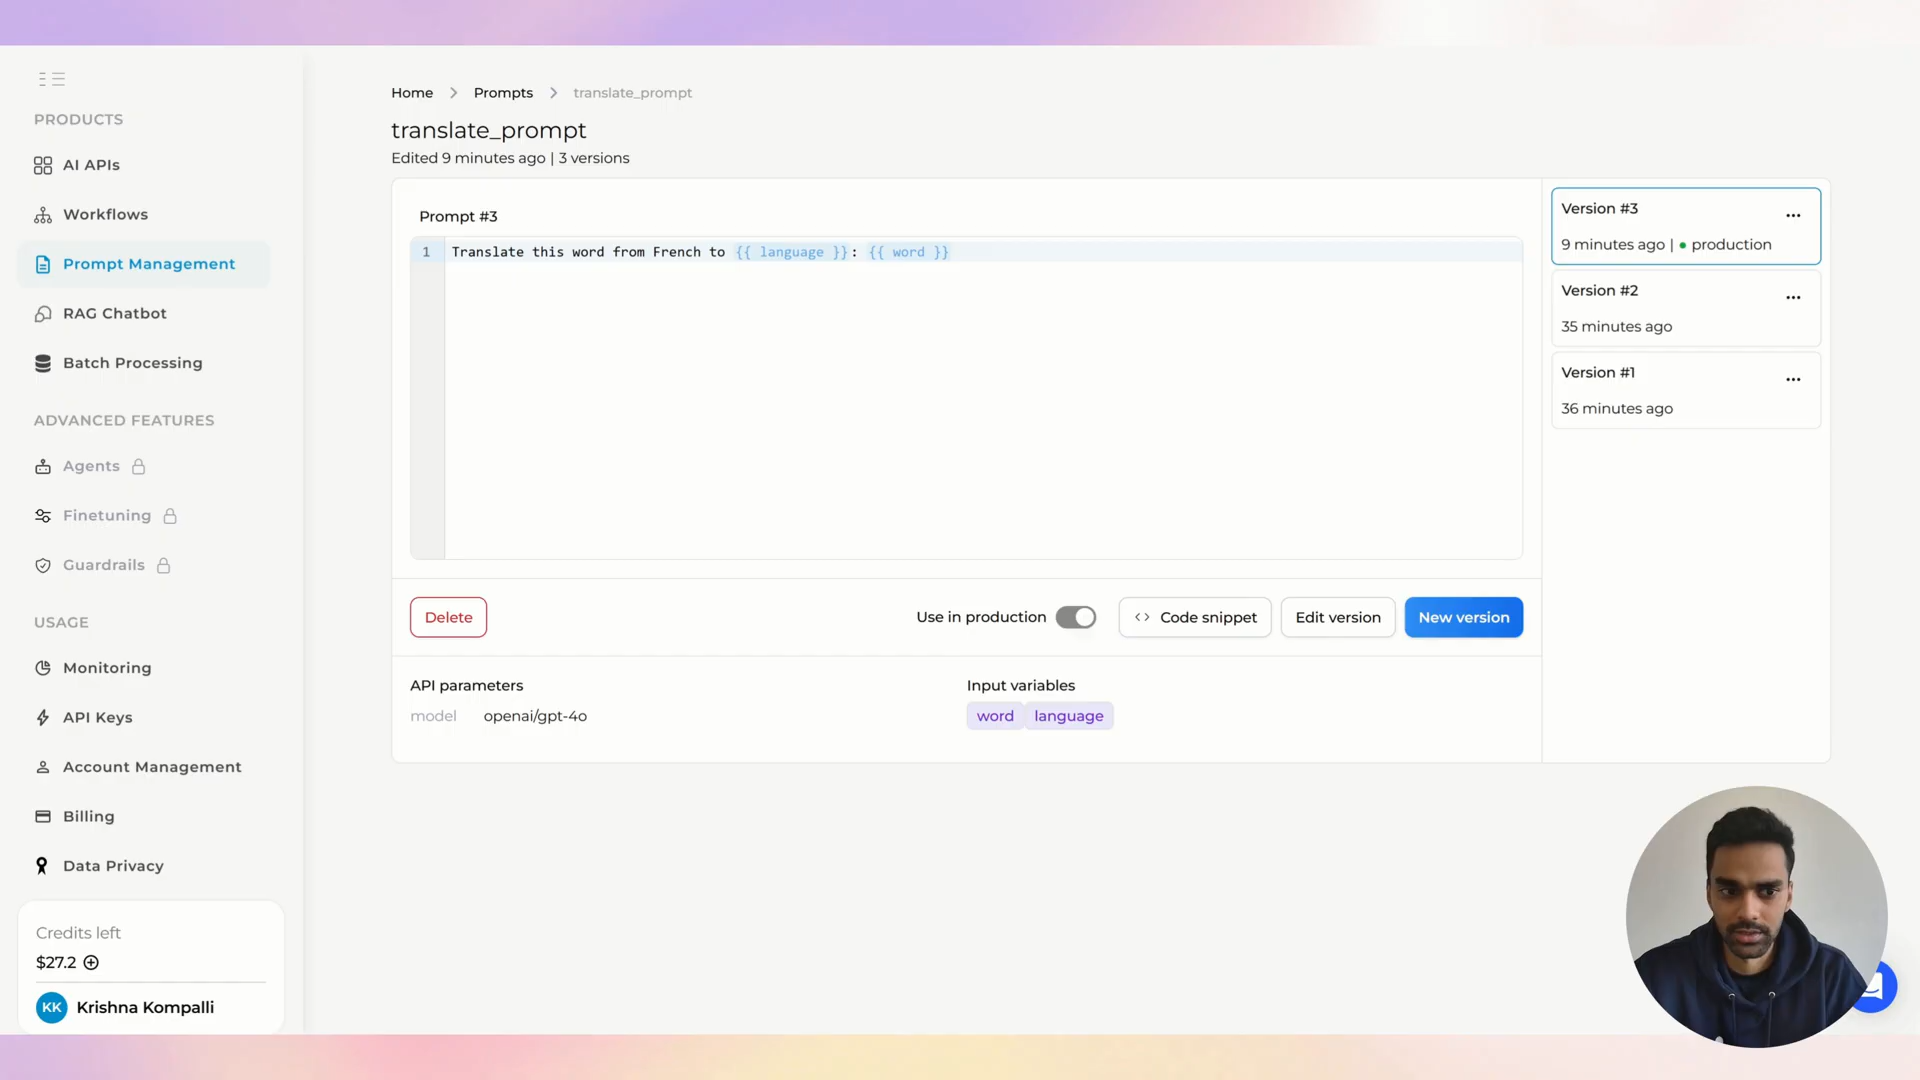 PRODUCTS
AI APIs
Workflows
Prompt Management
RAG Chatbot
Batch Processing
ADVANCED FEATURES
Agents
Finetuning
Guardrails
USAGE
Monitoring
API Keys
Account Management
Billing
Data Privacy
Credits left
$27.2
KK Krishna Kompalli
Home > Prompts > translate_prompt
translate_prompt
Edited 9 minutes ago | 3 versions
Prompt #3
1 Translate this word from French to {{ language }}: {{ word }}
Delete
Use in production
<> Code snippet
Edit version
New version
API parameters
model openai/gpt-4o
Input variables
word language
Version #3
9 minutes ago | ● production
Version #2
35 minutes ago
Version #1
36 minutes ago